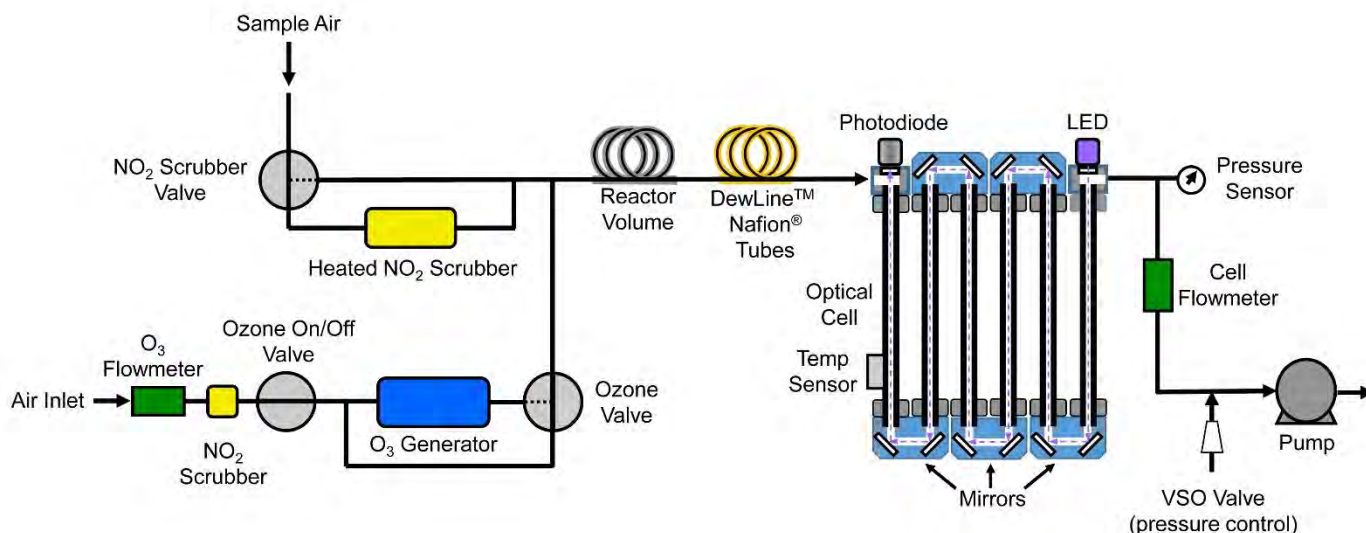 Sample Air
NO₂ Scrubber
Valve
Heated NO₂ Scrubber
Reactor
Volume
DewLine™
Nafion®
Tubes
Photodiode
LED
Pressure
Sensor
Optical
Cell
Temp
Sensor
Cell
Flowmeter
O₃
Flowmeter
Ozone On/Off
Valve
Air Inlet
NO₂
Scrubber
O₃ Generator
Ozone
Valve
Mirrors
Pump
VSO Valve
(pressure control)